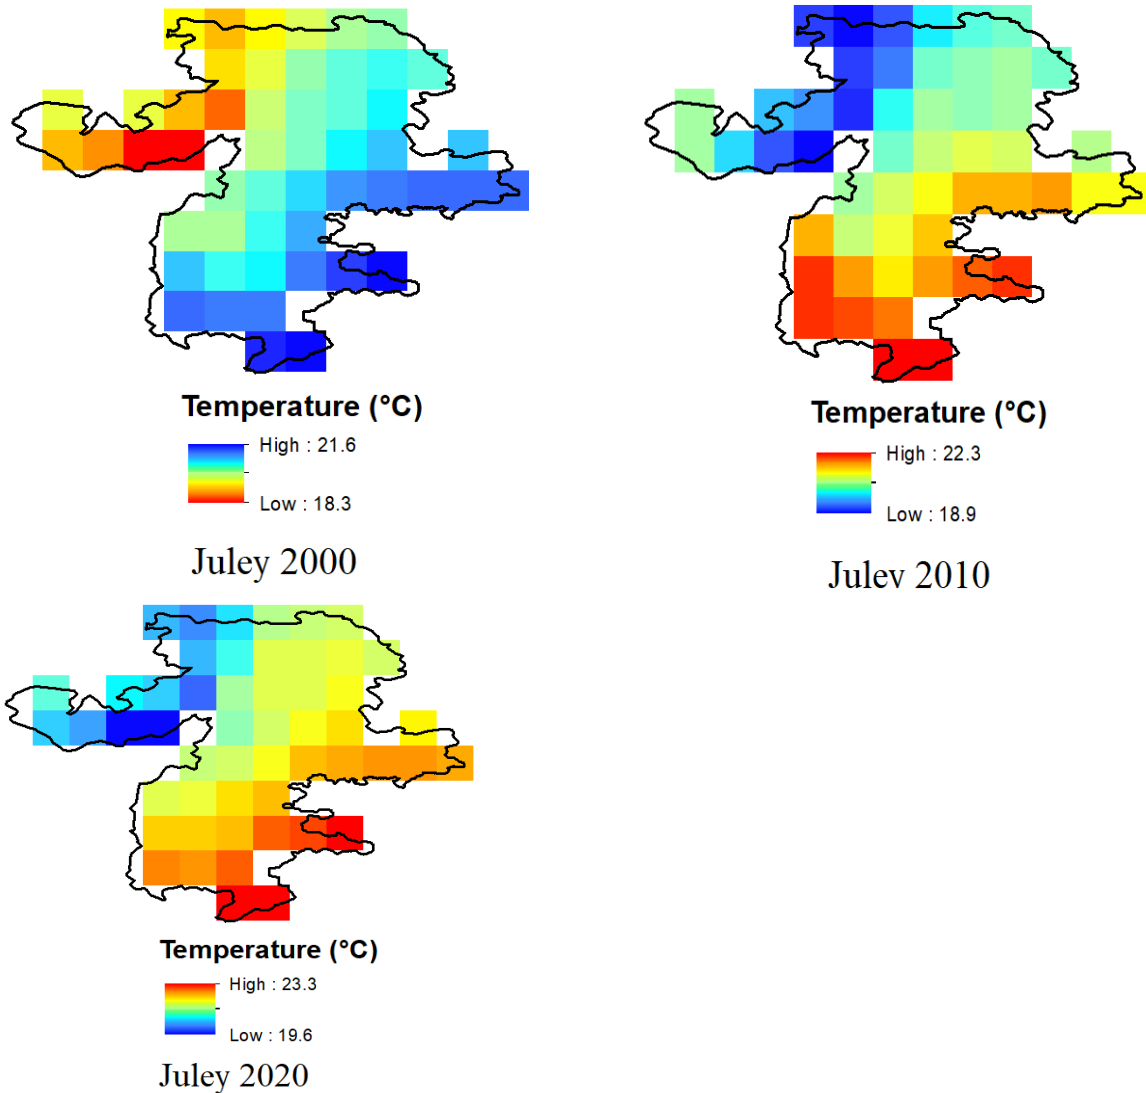 Temperature (°C)
High : 21.6
Low : 18.3
Juley 2000
Temperature (°C)
High : 22.3
Low : 18.9
Julev 2010
Temperature (°C)
High : 23.3
Low : 19.6
Juley 2020